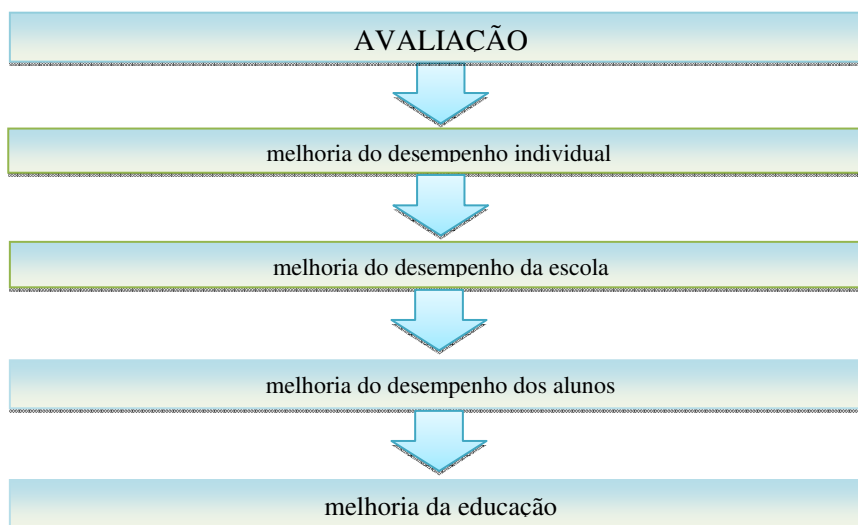 AVALIAÇÃO
melhoria do desempenho individual
melhoria do desempenho da escola
melhoria do desempenho dos alunos
melhoria da educação